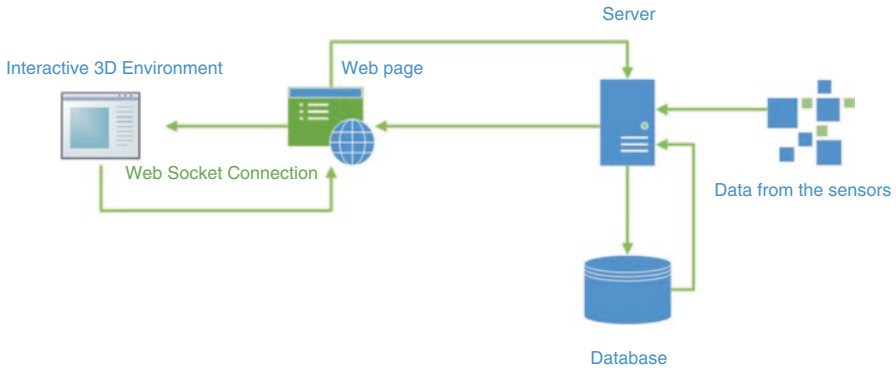 Server
Interactive 3D Environment
Web page
Web Socket Connection
Data from the sensors
Database